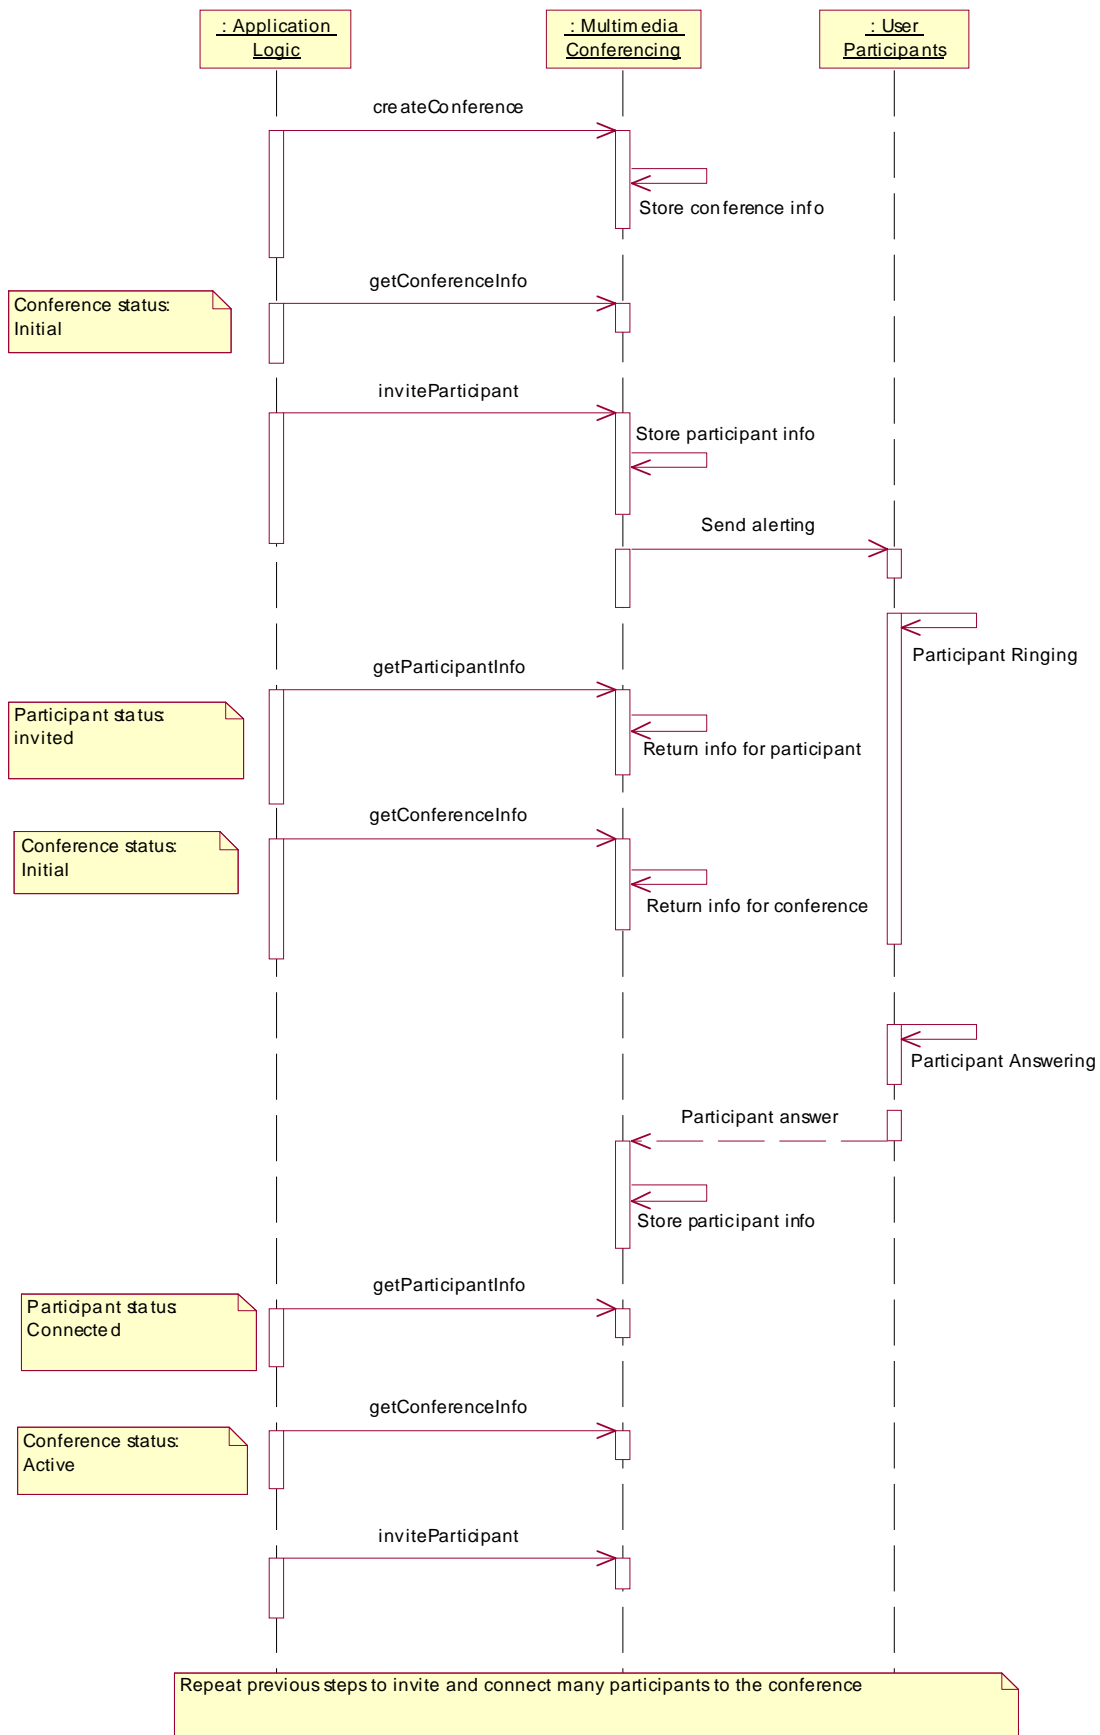 : Application
Logic
: Multimedia
Conferencing
: User
Participants
createConference
Store conference info
getConferenceInfo
Conference status:
Initial
inviteParticipant
Store participant info
Send alerting
Participant Ringing
getParticipantInfo
Participant status:
invited
Return info for participant
getConferenceInfo
Conference status:
Initial
Return info for conference
Participant Answering
Participant answer
Store participant info
getParticipantInfo
Participant status:
Connected
getConferenceInfo
Conference status:
Active
inviteParticipant
Repeat previous steps to invite and connect many participants to the conference